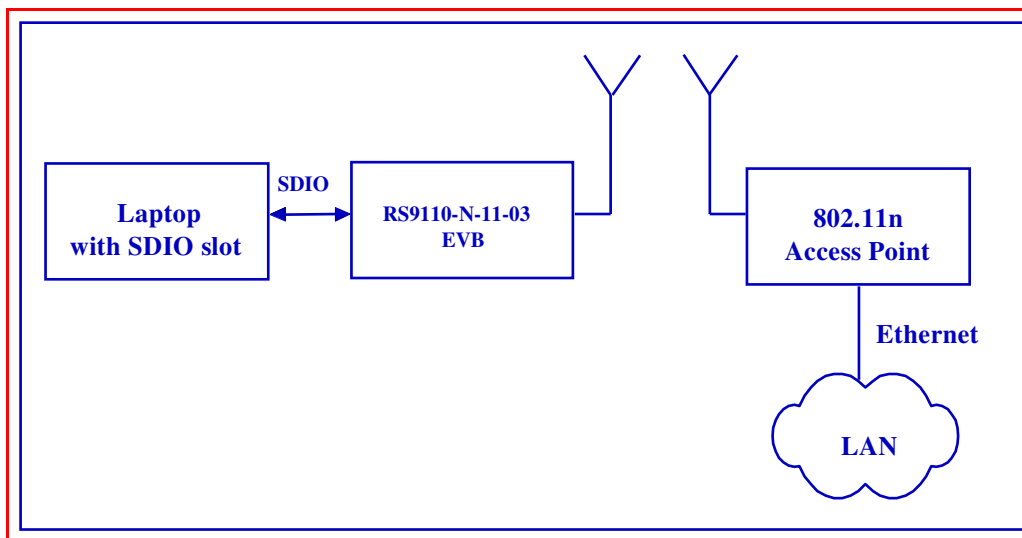 SDIO
Laptop
with SDIO slot
RS9110-N-11-03
EVB
802.11n
Access Point
Ethernet
LAN